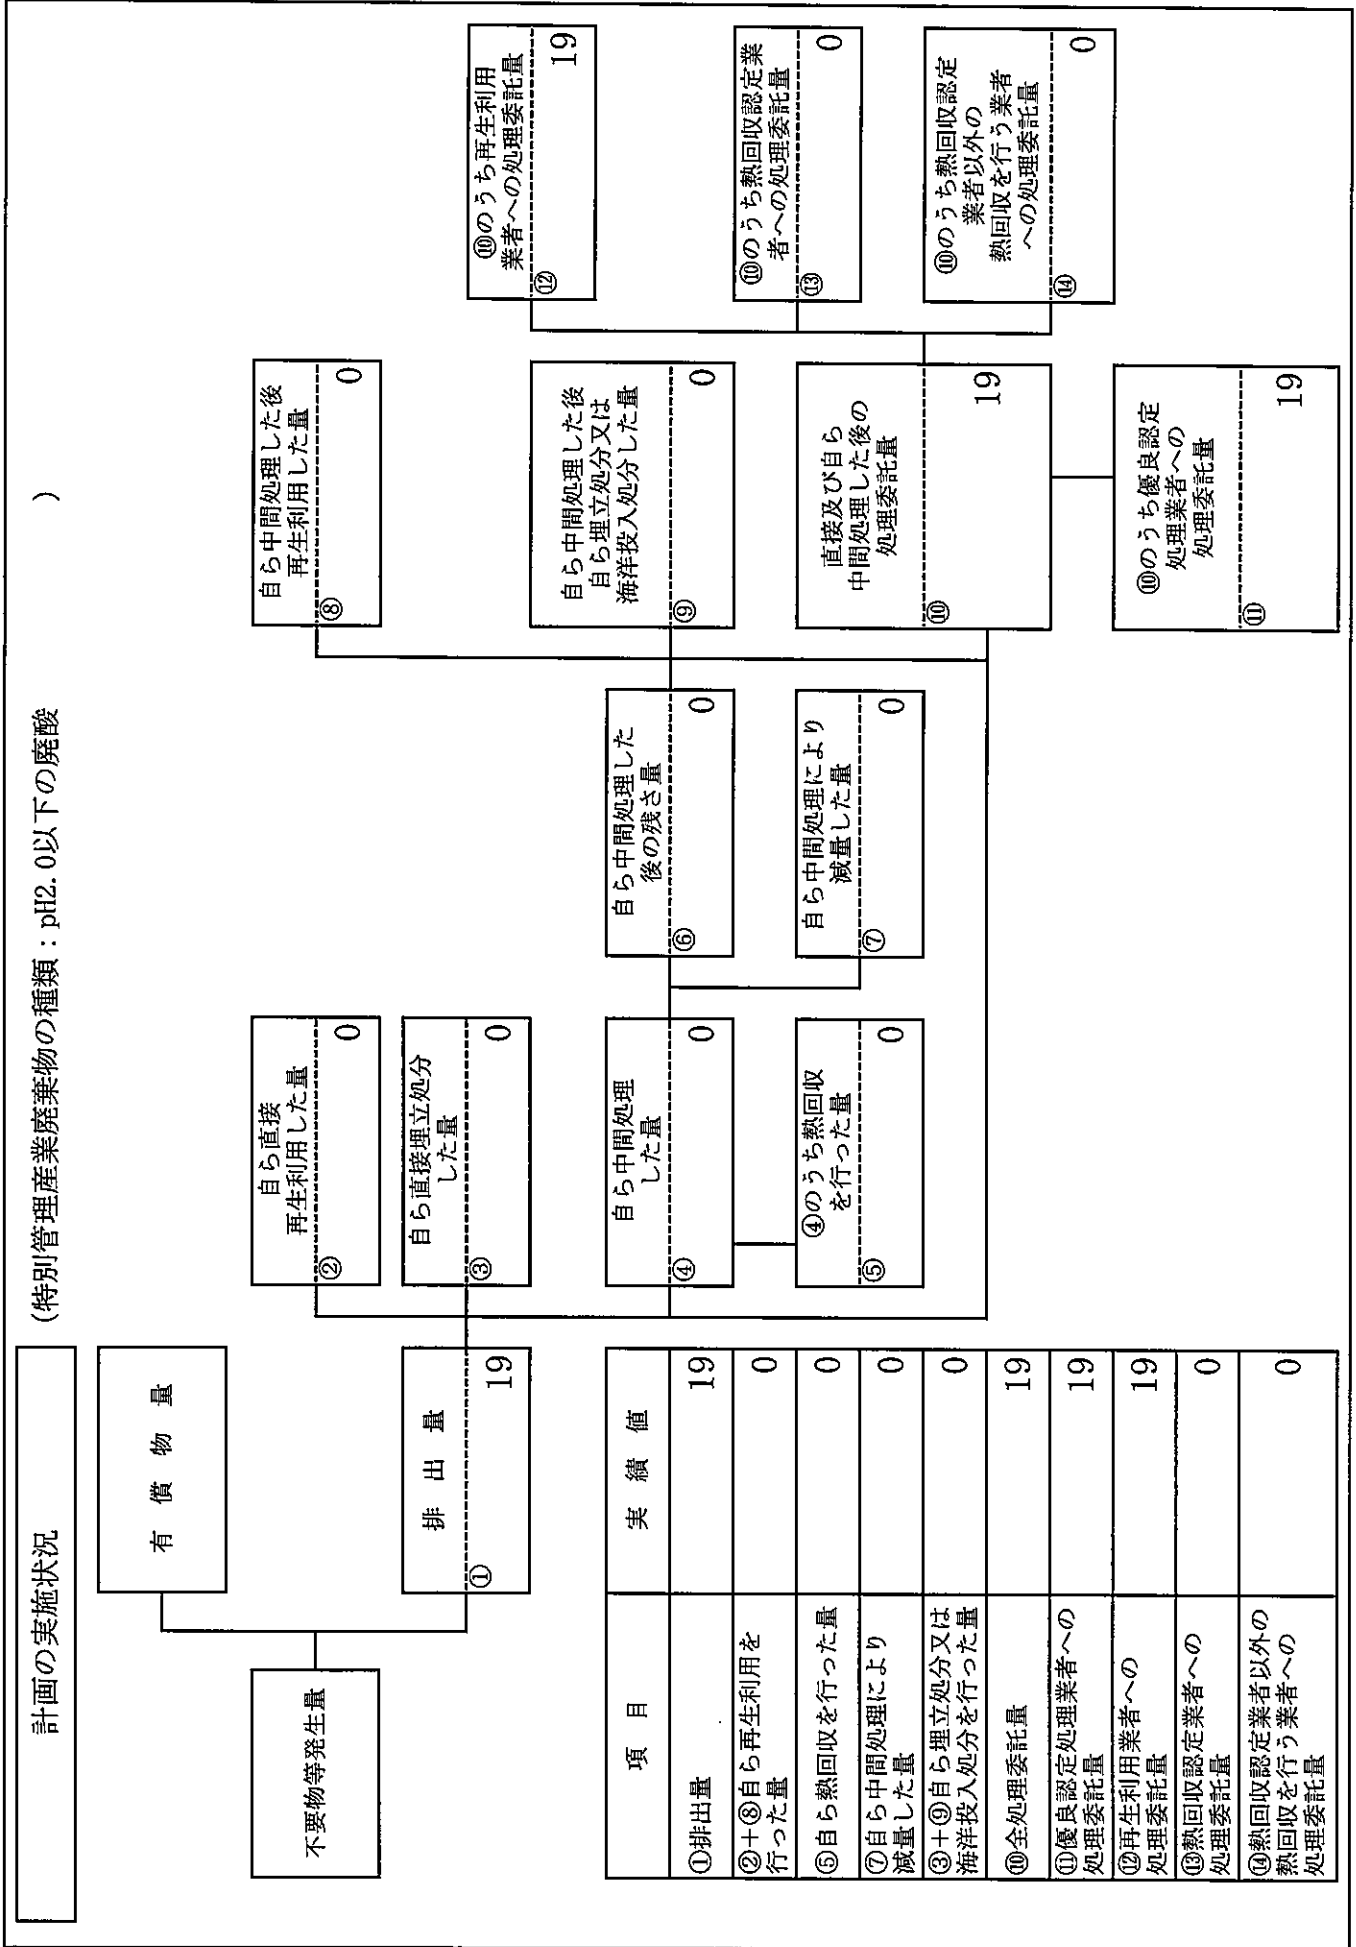 計画の実施状況
(特別管理産業廃棄物の種類：pH2.0以下の廃酸 )
不要物等発生量
有償物量
排出量
① 19
自ら直接
再生利用した量
② 0
自ら直接埋立処分
した量
③ 0
自ら中間処理
した量
④ 0
④のうち熱回収
を行った量
⑤ 0
自ら中間処理した
後の残さ量
⑥ 0
自ら中間処理により
減量した量
⑦ 0
自ら中間処理した後
再生利用した量
⑧ 0
自ら中間処理した後
自ら埋立処分又は
海洋投入処分した量
⑨ 0
直接及び自ら
中間処理した後の
処理委託量
⑩ 19
⑩のうち優良認定
処理業者への
処理委託量
⑪ 19
⑩のうち再生利用
業者への処理委託量
⑫ 19
⑩のうち熱回収認定業
者への処理委託量
⑬ 0
⑩のうち熱回収認定
業者以外の
熱回収を行う業者
への処理委託量
⑭ 0
項目 実績値
①排出量 19
②+⑧自ら再生利用を
行った量 0
⑤自ら熱回収を行った量 0
⑦自ら中間処理により
減量した量 0
③+⑨自ら埋立処分又は
海洋投入処分を行った量 0
⑩全処理委託量 19
⑪優良認定処理業者への
処理委託量 19
⑫再生利用業者への
処理委託量 19
⑬熱回収認定業者への
処理委託量 0
⑭熱回収認定業者以外の
熱回収を行う業者への
処理委託量 0